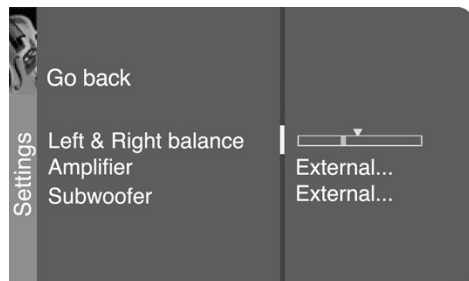 Go back
Settings
Left & Right balance
Amplifier External...
Subwoofer External...